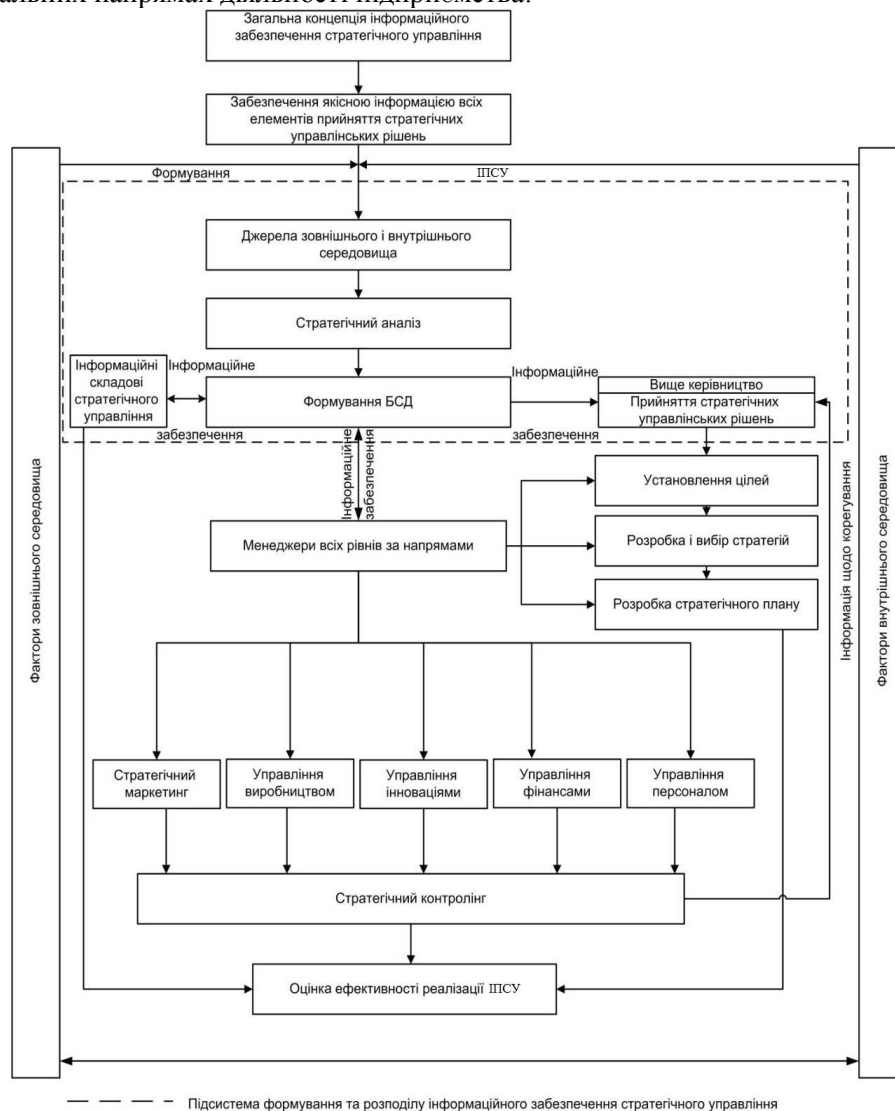 альних напрямах діяльності підприємства.
Загальна концепція інформаційного
забезпечення стратегічного управління
Забезпечення якісною інформацією всіх
елементів прийняття стратегічних
управлінських рішень
Формування
ІПСУ
Джерела зовнішнього і внутрішнього
середовища
Стратегічний аналіз
Інформаційні
складові
стратегічного
управління
Інформаційне
забезпечення
Формування БСД
Інформаційне
забезпечення
Вище керівництво
Прийняття стратегічних
управлінських рішень
Інформаційне
забезпечення
Установлення цілей
Менеджери всіх рівнів за напрямами
Розробка і вибір стратегій
Розробка стратегічного плану
Фактори зовнішнього середовища
Інформація щодо корегування
Фактори внутрішнього середовища
Стратегічний
маркетинг
Управління
виробництвом
Управління
інноваціями
Управління
фінансами
Управління
персоналом
Стратегічний контролінг
Оцінка ефективності реалізації ІПСУ
Підсистема формування та розподілу інформаційного забезпечення стратегічного управління